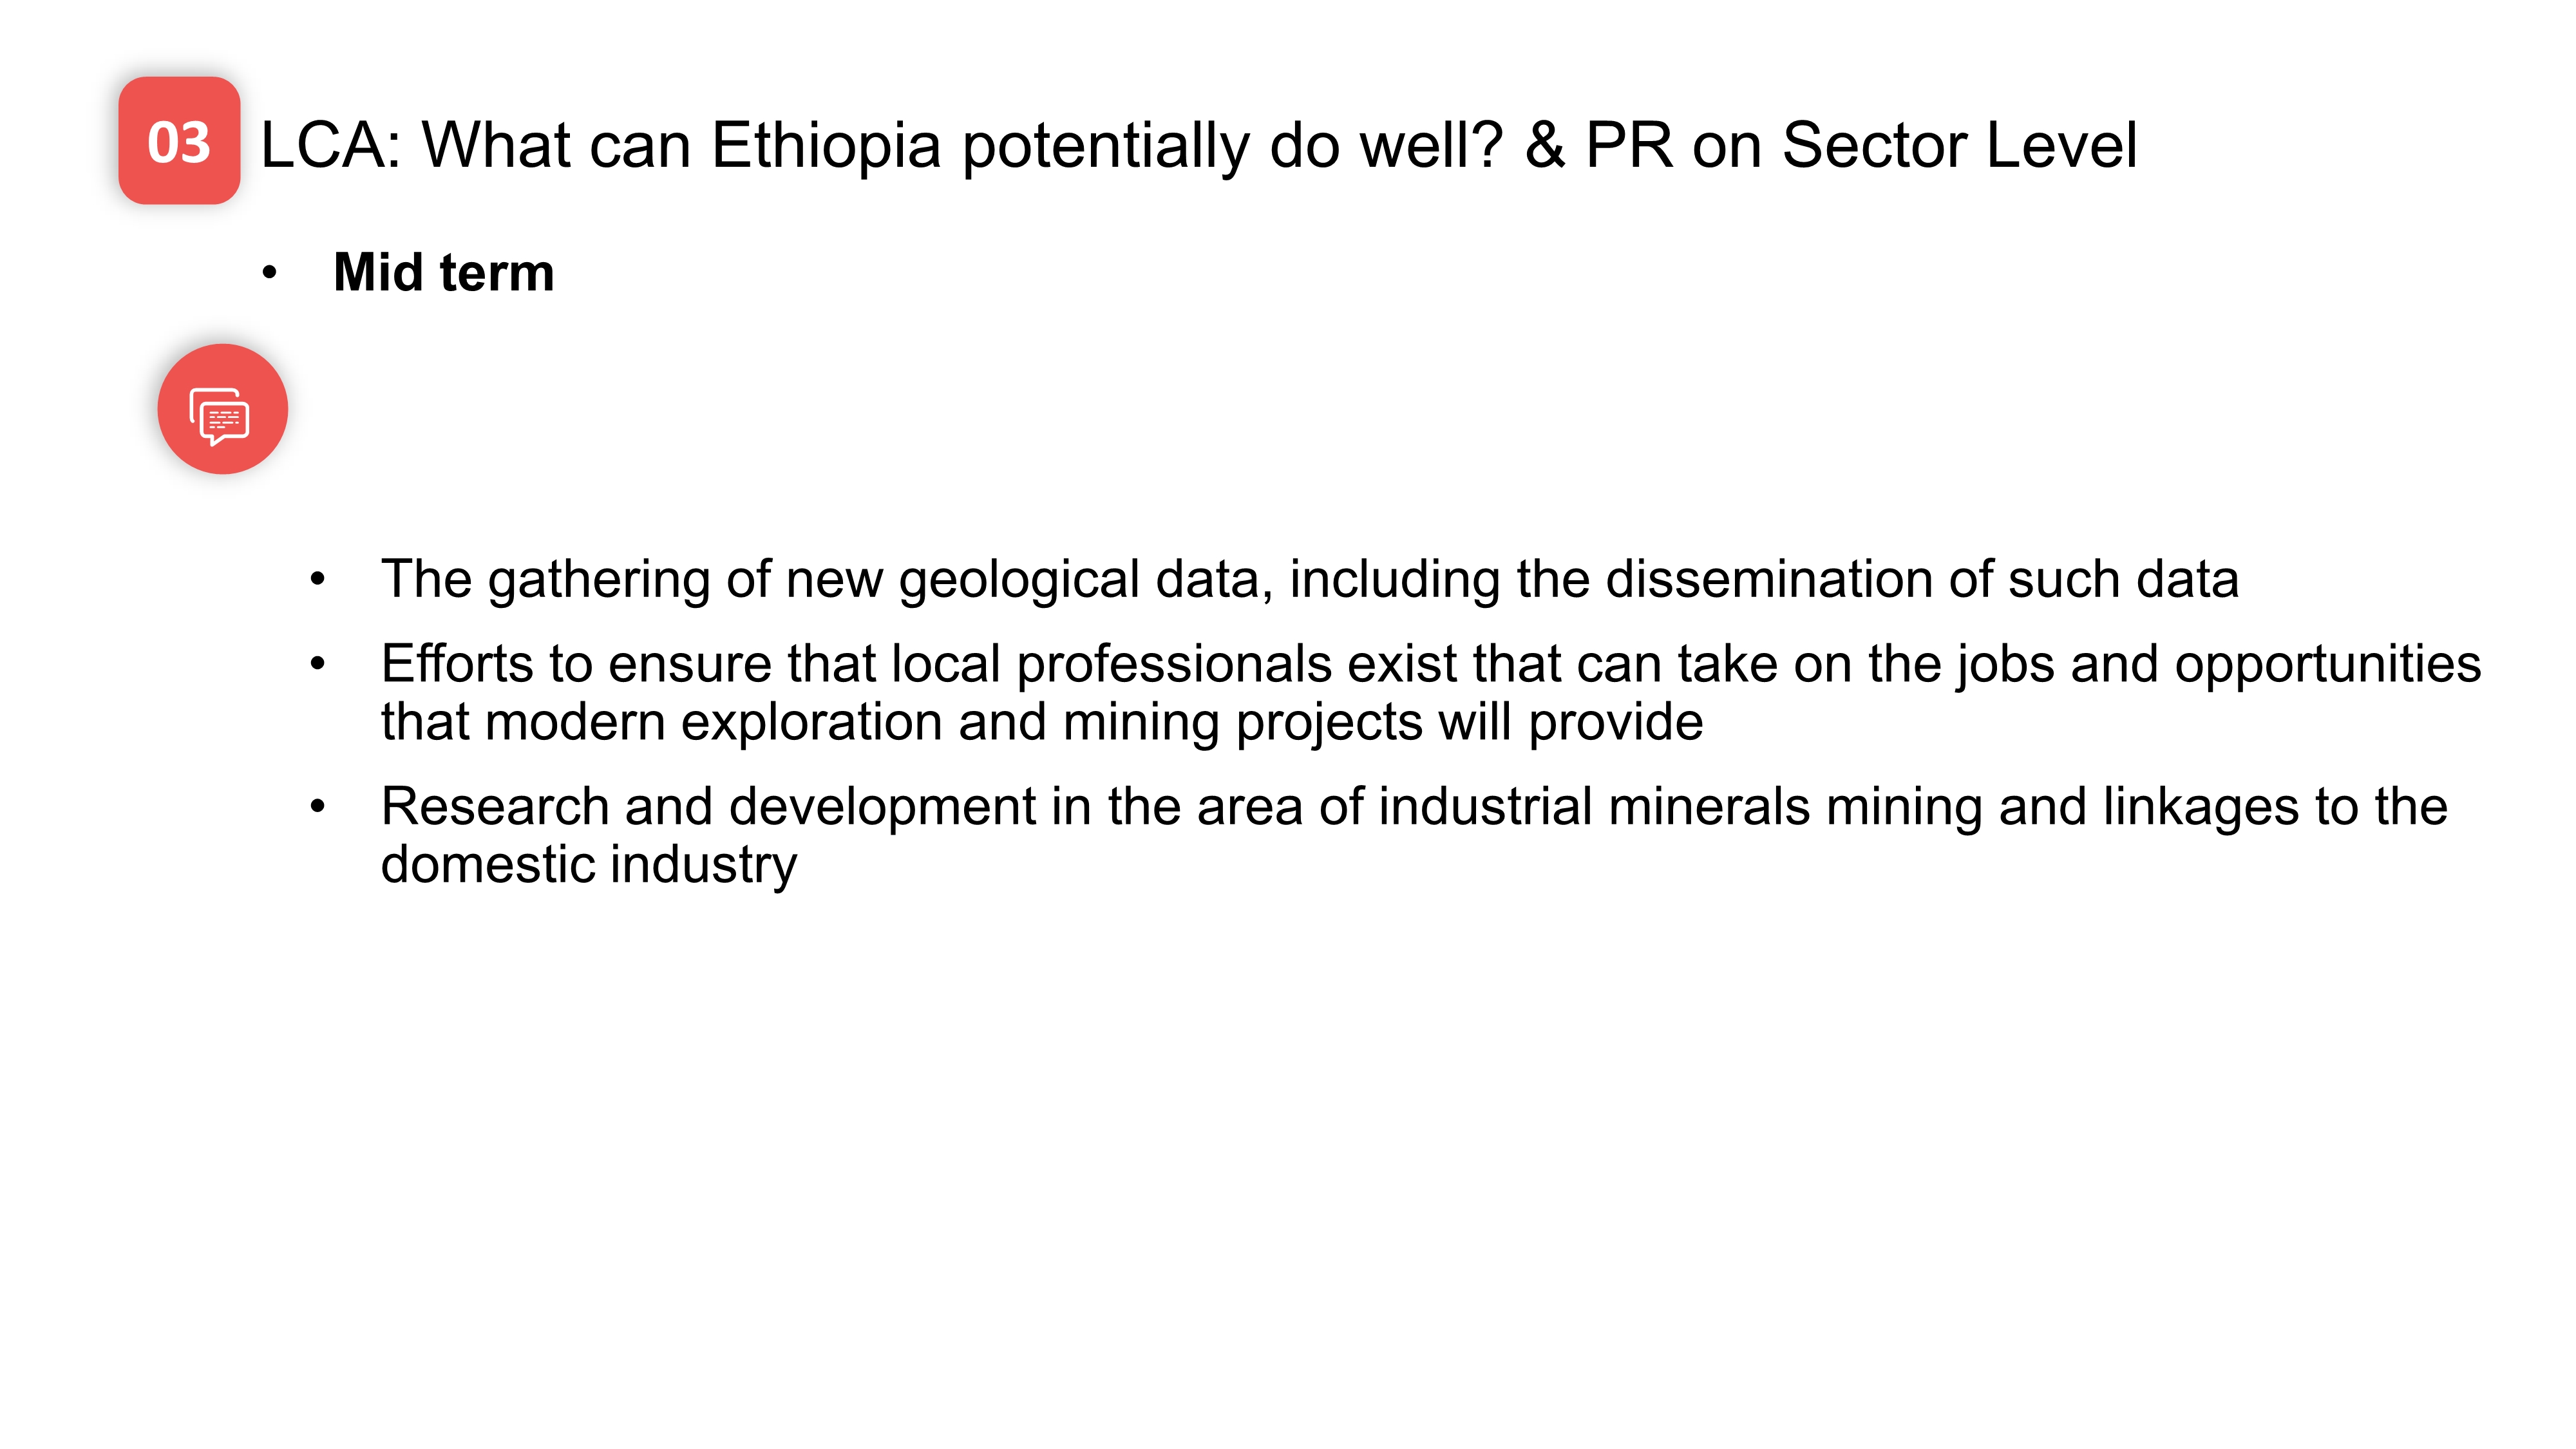 03
LCA: What can Ethiopia potentially do well? & PR on Sector Level
• Mid term
• The gathering of new geological data, including the dissemination of such data
• Efforts to ensure that local professionals exist that can take on the jobs and opportunities
that modern exploration and mining projects will provide
• Research and development in the area of industrial minerals mining and linkages to the
domestic industry